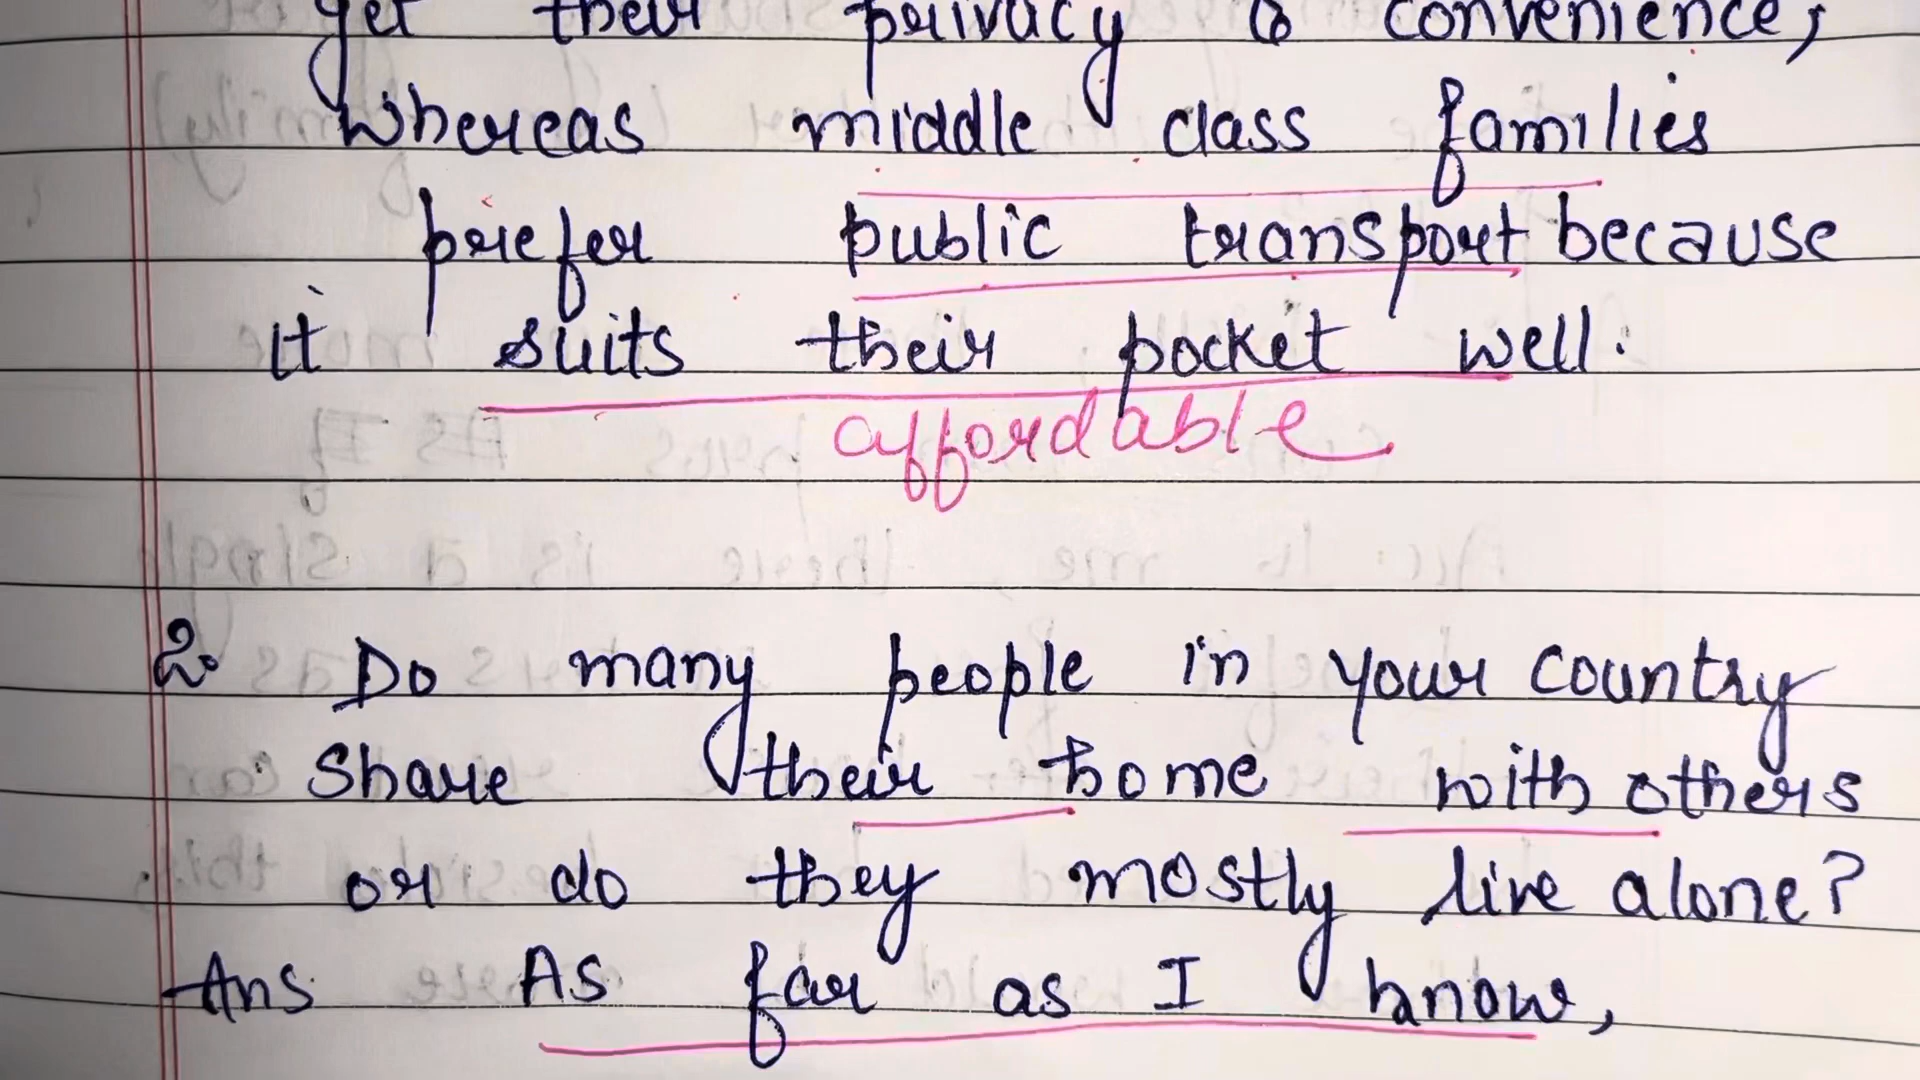 get their privacy & convenience,
whereas middle class families
prefer public transport because
it suits their pocket well.
affordable
2. Do many people in your country
share their home with others
or do they mostly live alone?
Ans. As far as I know,